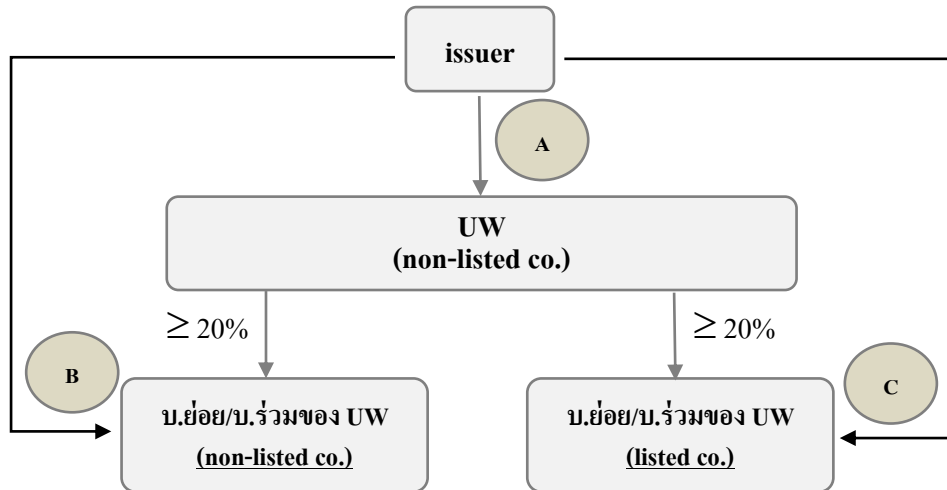 issuer
A
UW
(non-listed co.)
≥ 20%
≥ 20%
B
C
บ.ย่อย/บ.ร่วมของ UW
(non-listed co.)
บ.ย่อย/บ.ร่วมของ UW
(listed co.)